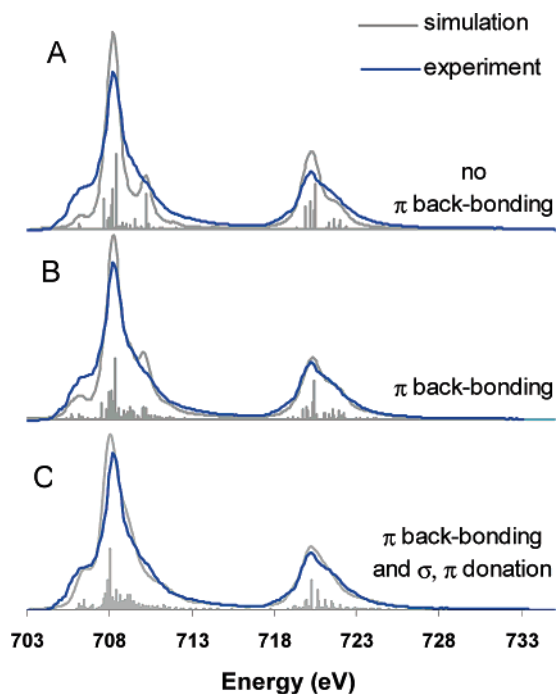 A
simulation
experiment
no
π back-bonding
B
π back-bonding
C
π back-bonding
and σ, π donation
703 708 713 718 723 728 733
Energy (eV)